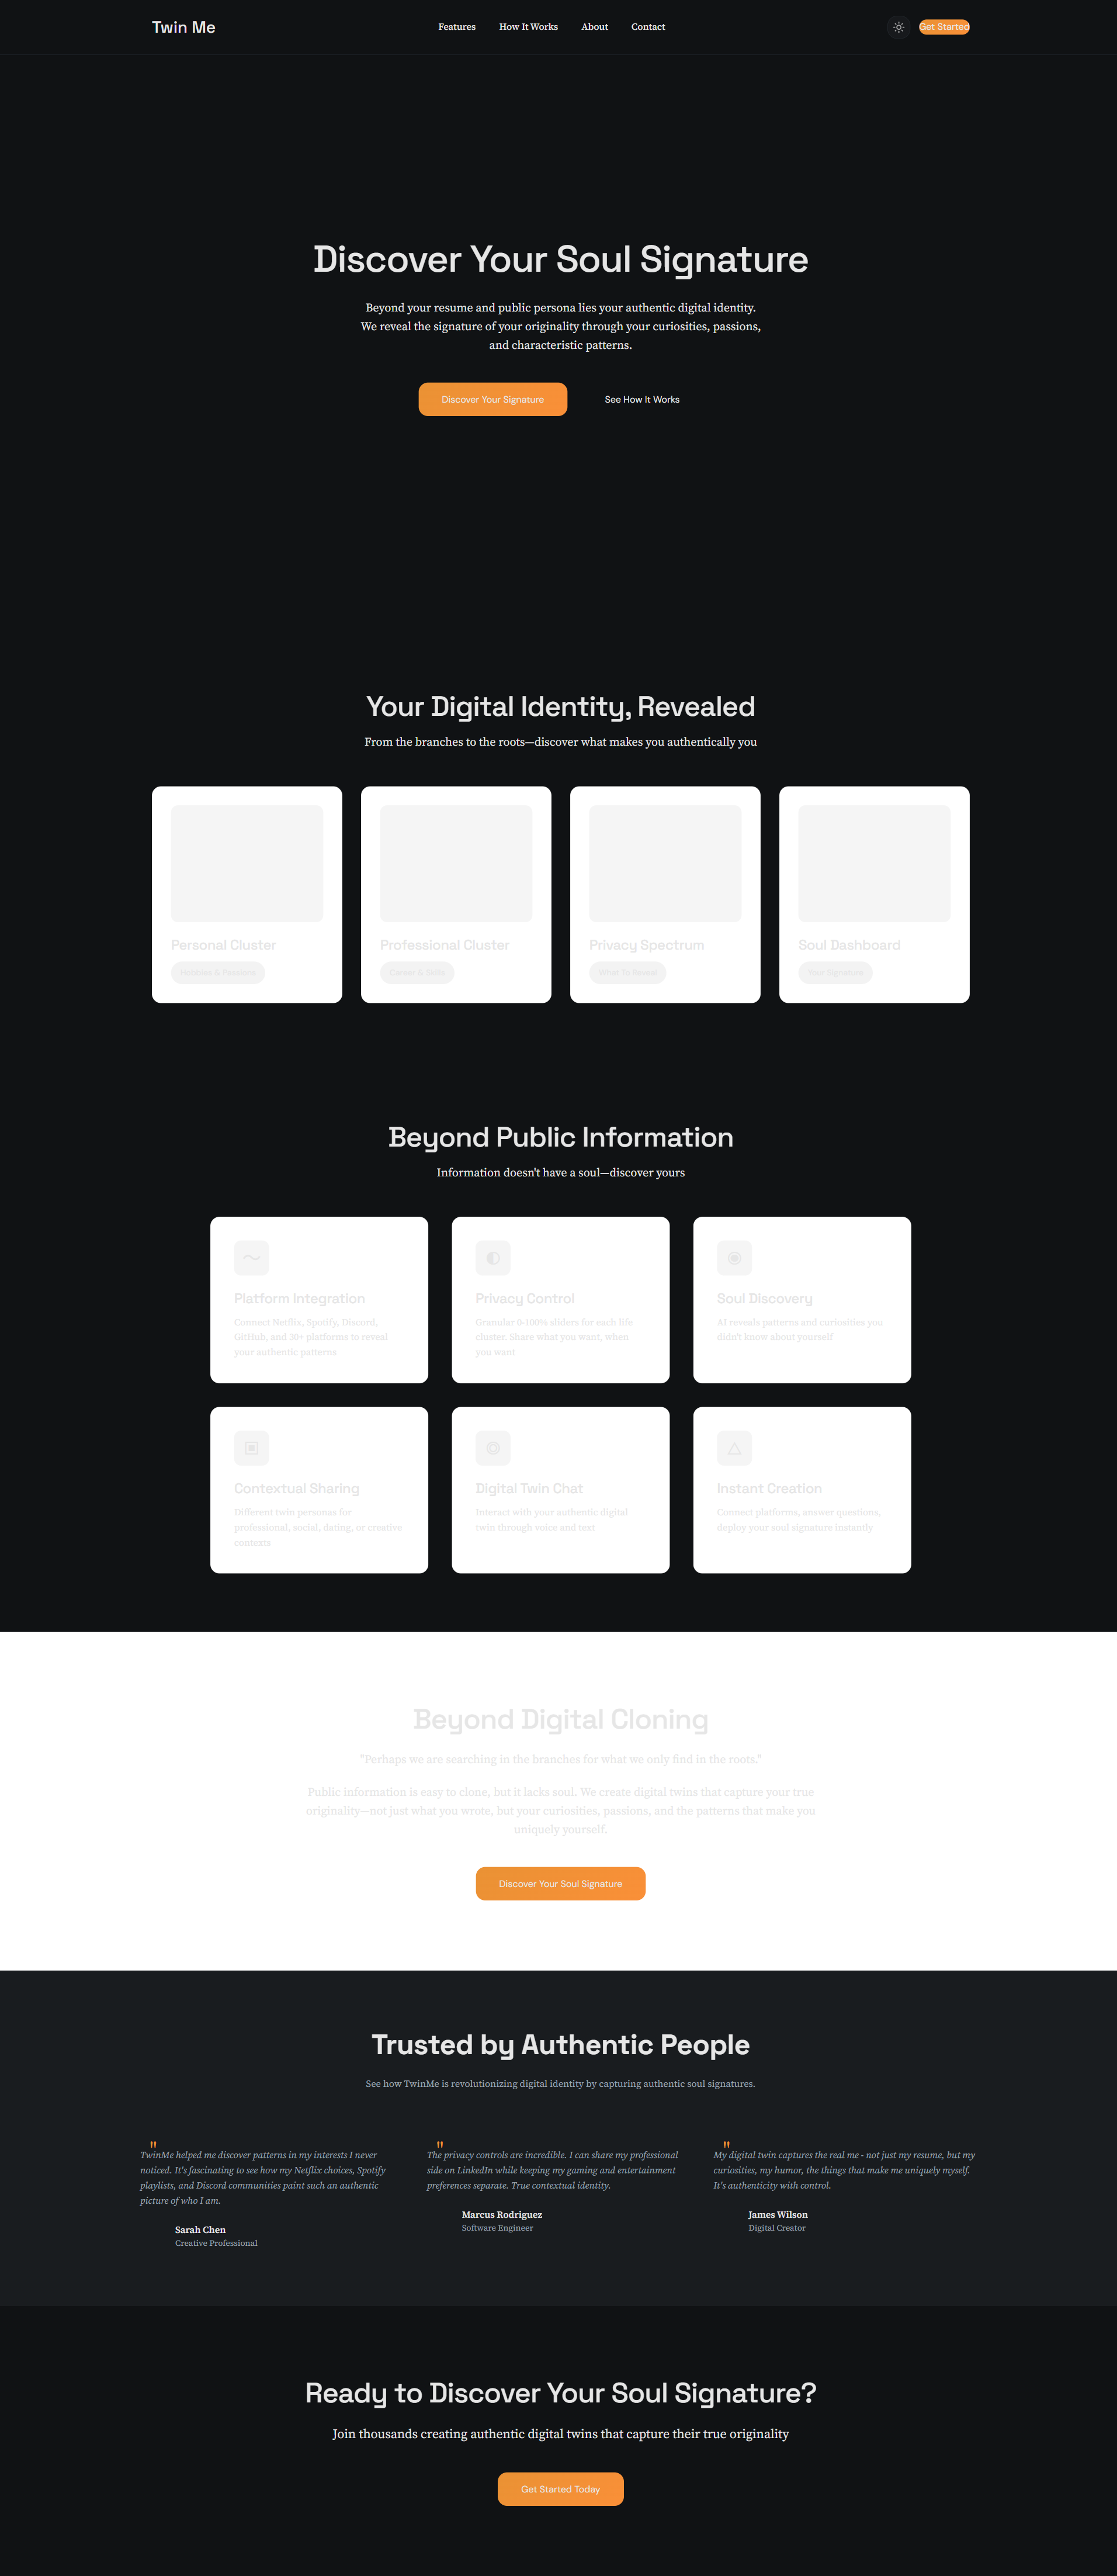 Twin Me
Features
How It Works
About
Contact
Get Started
Discover Your Soul Signature
Beyond your resume and public persona lies your authentic digital identity.
We reveal the signature of your originality through your curiosities, passions,
and characteristic patterns.
Discover Your Signature
See How It Works
Your Digital Identity, Revealed
From the branches to the roots—discover what makes you authentically you
Personal Cluster
Hobbies & Passions
Professional Cluster
Career & Skills
Privacy Spectrum
What To Reveal
Soul Dashboard
Your Signature
Beyond Public Information
Information doesn't have a soul—discover yours
Platform Integration
Connect Netflix, Spotify, Discord,
GitHub, and 30+ platforms to reveal
your authentic patterns
Privacy Control
Granular 0-100% sliders for each life
cluster. Share what you want, when
you want
Soul Discovery
AI reveals patterns and curiosities you
didn't know about yourself
Contextual Sharing
Different twin personas for
professional, social, dating, or creative
contexts
Digital Twin Chat
Interact with your authentic digital
twin through voice and text
Instant Creation
Connect platforms, answer questions,
deploy your soul signature instantly
Beyond Digital Cloning
"Perhaps we are searching in the branches for what we only find in the roots."
Public information is easy to clone, but it lacks soul. We create digital twins that capture your true
originality—not just what you wrote, but your curiosities, passions, and the patterns that make you
uniquely yourself.
Discover Your Soul Signature
Trusted by Authentic People
See how TwinMe is revolutionizing digital identity by capturing authentic soul signatures.
"
TwinMe helped me discover patterns in my interests I never
noticed. It's fascinating to see how my Netflix choices, Spotify
playlists, and Discord communities paint such an authentic
picture of who I am.
Sarah Chen
Creative Professional
"
The privacy controls are incredible. I can share my professional
side on LinkedIn while keeping my gaming and entertainment
preferences separate. True contextual identity.
Marcus Rodriguez
Software Engineer
"
My digital twin captures the real me - not just my resume, but my
curiosities, my humor, the things that make me uniquely myself.
It's authenticity with control.
James Wilson
Digital Creator
Ready to Discover Your Soul Signature?
Join thousands creating authentic digital twins that capture their true originality
Get Started Today